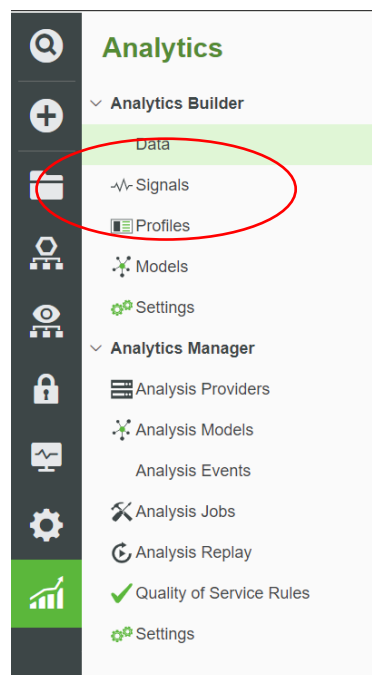 Analytics
Analytics Builder
Data
Signals
Profiles
Models
Settings
Analytics Manager
Analysis Providers
Analysis Models
Analysis Events
Analysis Jobs
Analysis Replay
Quality of Service Rules
Settings